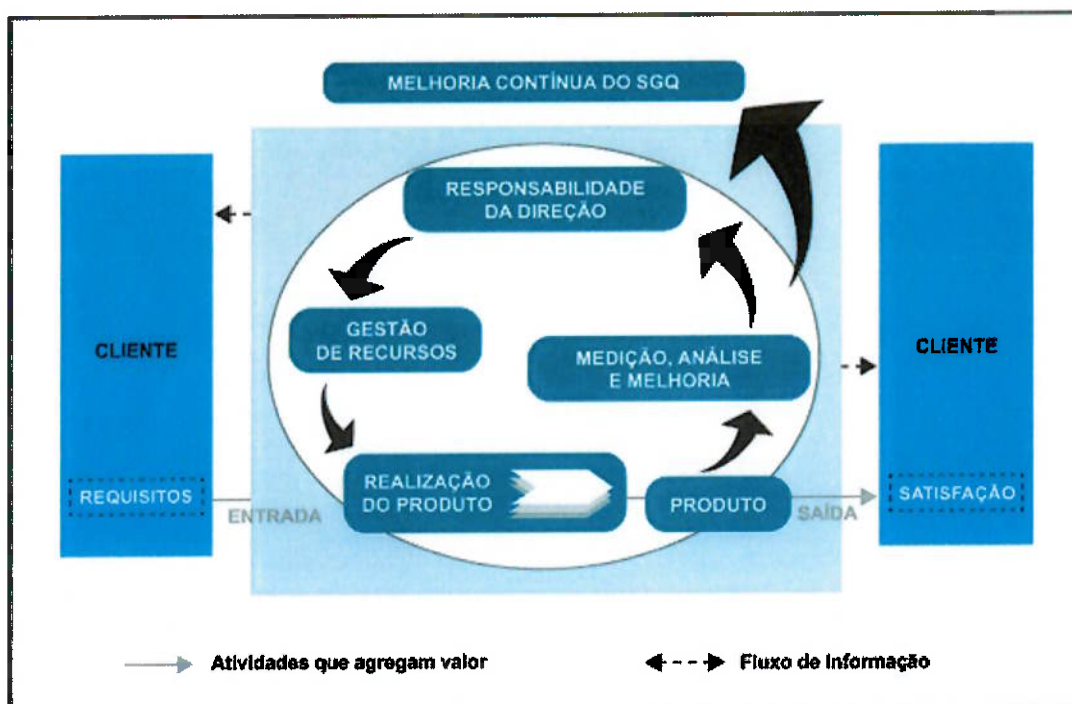 MELHORIA CONTÍNUA DO SGQ
RESPONSABILIDADE
DA DIREÇÃO
CLIENTE
GESTÃO
DE RECURSOS
MEDIÇÃO, ANÁLISE
E MELHORIA
CLIENTE
REQUISITOS
ENTRADA
REALIZAÇÃO
DO PRODUTO
PRODUTO
SAÍDA
SATISFAÇÃO
Atividades que agregam valor
Fluxo de Informação